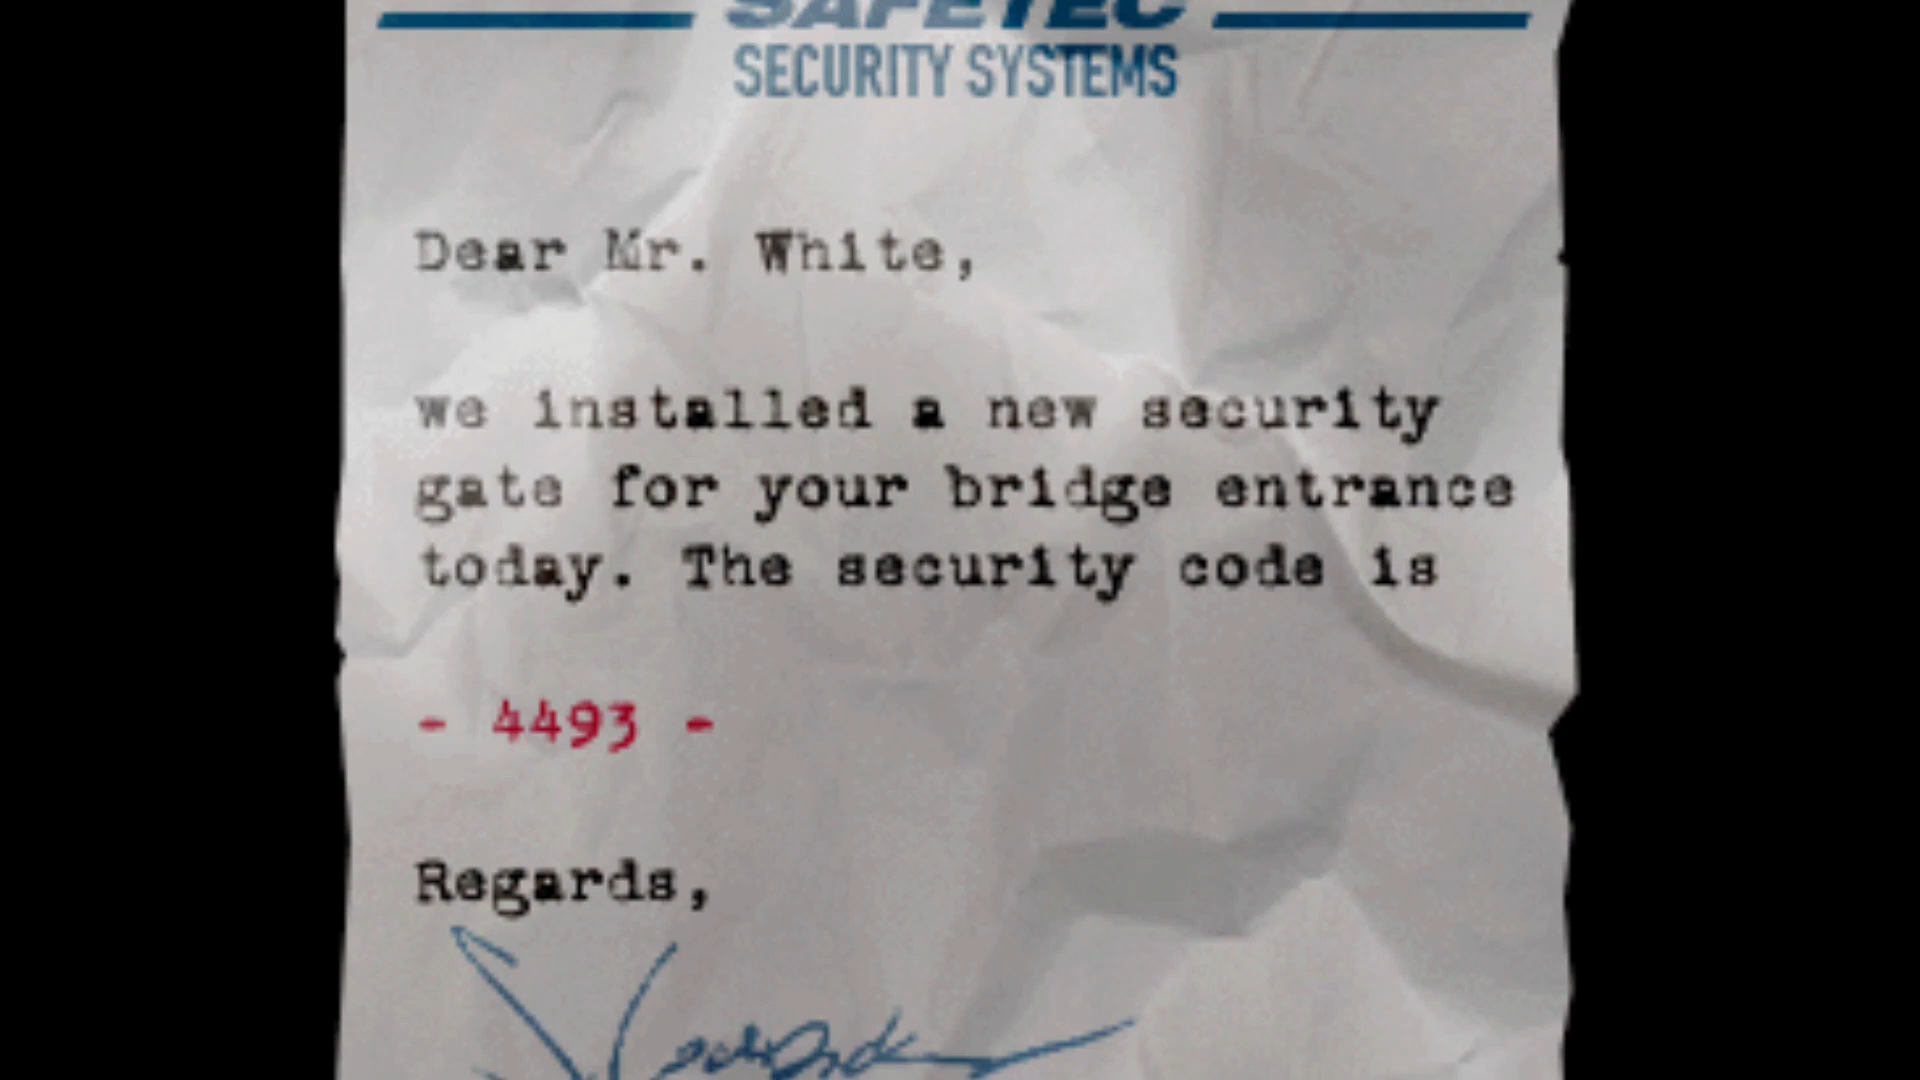 SAFETEC
SECURITY SYSTEMS
Dear Mr. White,
we installed a new security
gate for your bridge entrance
today. The security code is
- 4493 -
Regards,